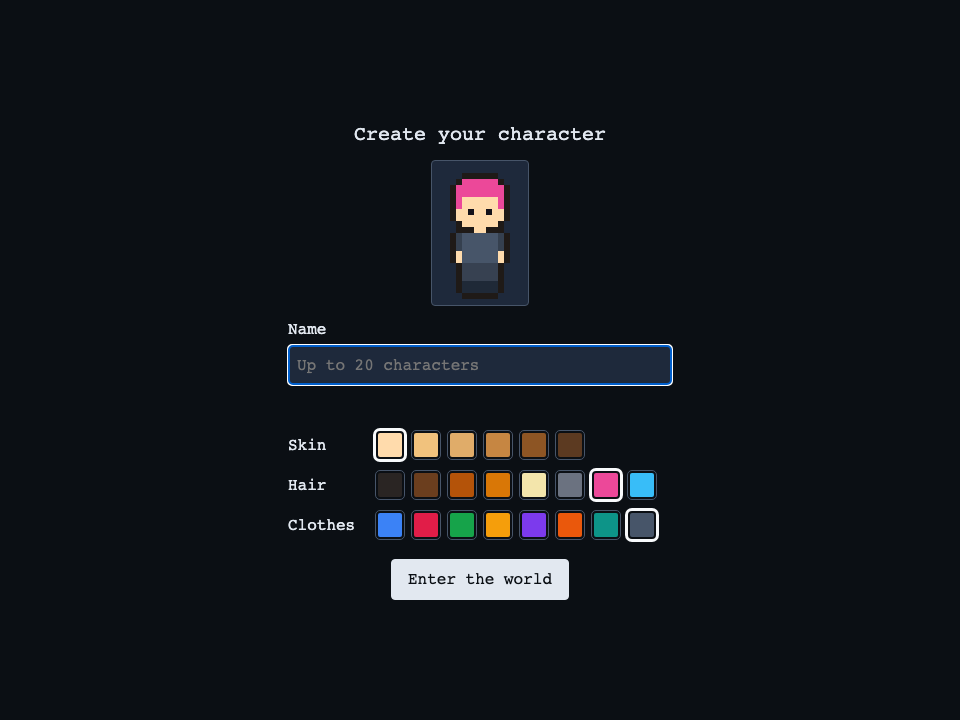 Create your character
Name
Up to 20 characters
Skin
Hair
Clothes
Enter the world